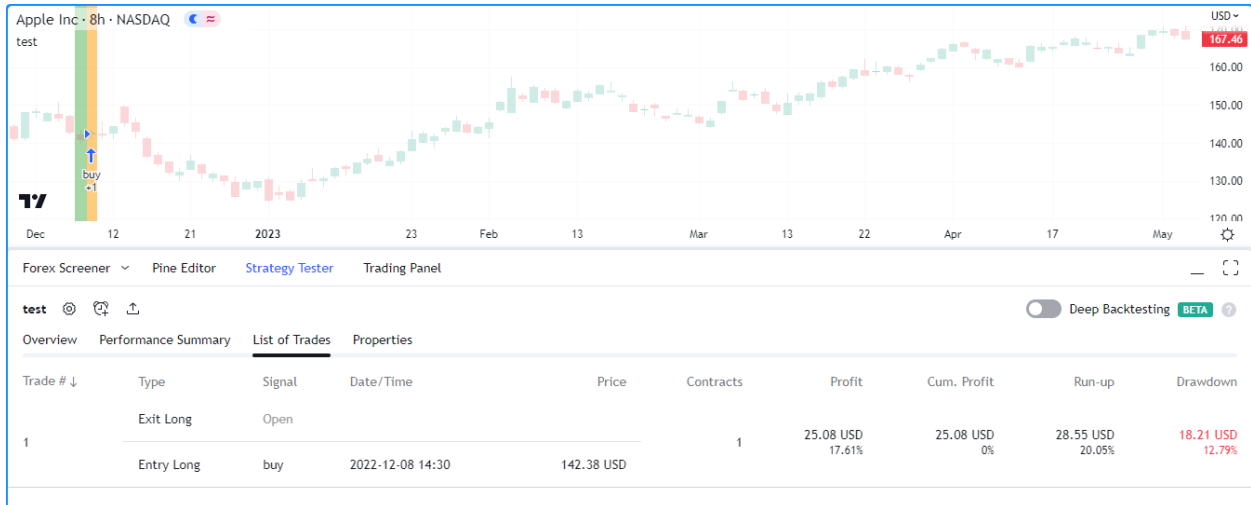 Apple Inc · 8h · NASDAQ
USD
test
170.00
167.46
160.00
150.00
140.00
130.00
120.00
buy
+1
Dec 12 21 2023 23 Feb 13 Mar 13 22 Apr 17 May
Forex Screener Pine Editor Strategy Tester Trading Panel
test
Deep Backtesting BETA ?
Overview Performance Summary List of Trades Properties
Trade # ↓ Type Signal Date/Time Price Contracts Profit Cum. Profit Run-up Drawdown
Exit Long Open
1 1 25.08 USD 25.08 USD 28.55 USD 18.21 USD
17.61% 0% 20.05% 12.79%
Entry Long buy 2022-12-08 14:30 142.38 USD